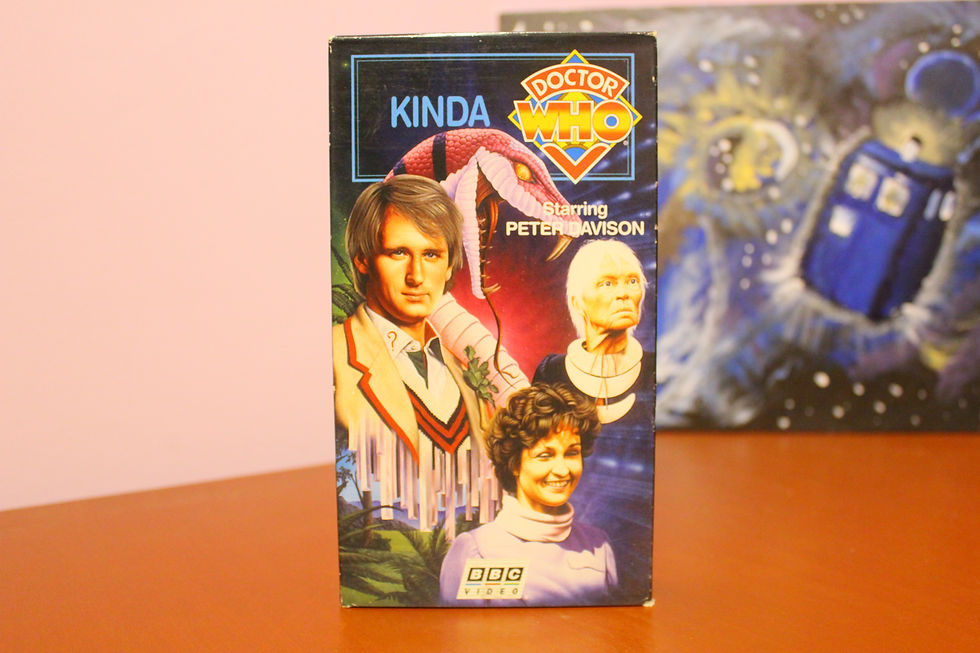 KINDA
DOCTOR
WHO
Starring
PETER DAVISON
?
BBC
VIDEO